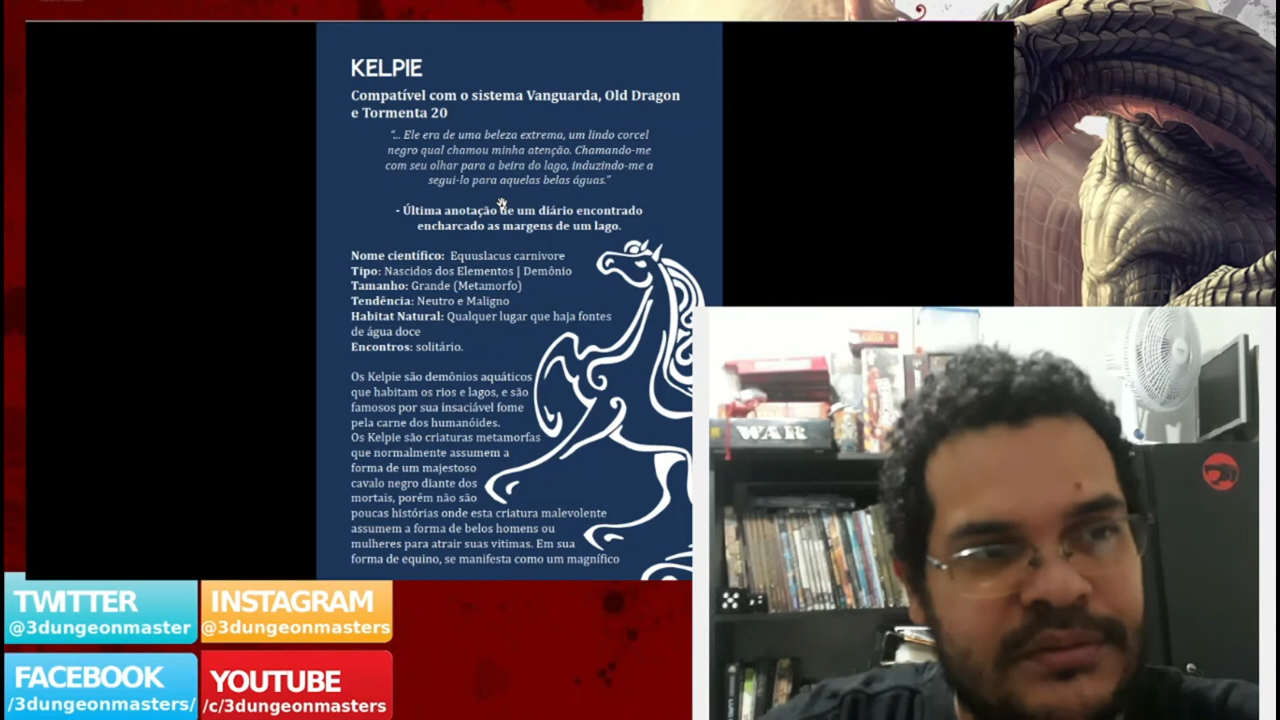 KELPIE
Compatível com o sistema Vanguarda, Old Dragon
e Tormenta 20
"... Ele era de uma beleza extrema, um lindo corcel
negro qual chamou minha atenção. Chamando-me
com seu olhar para a beira do lago, induzindo-me a
segui-lo para aquelas belas águas."
- Última anotação de um diário encontrado
encharcado as margens de um lago.
Nome científico: Equuslacus carnivore
Tipo: Nascidos dos Elementos | Demônio
Tamanho: Grande (Metamorfo)
Tendência: Neutro e Maligno
Habitat Natural: Qualquer lugar que haja fontes
de água doce
Encontros: solitário.
Os Kelpie são demônios aquáticos
que habitam os rios e lagos, e são
famosos por sua insaciável fome
pela carne dos humanóides.
Os Kelpie são criaturas metamorfas
que normalmente assumem a
forma de um majestoso
cavalo negro diante dos
mortais, porém não são
poucas histórias onde esta criatura malevolente
assumem a forma de belos homens ou
mulheres para atrair suas vitimas. Em sua
forma de equino, se manifesta como um magnífico
WAR
TWITTER
@3dungeonmaster
INSTAGRAM
@3dungeonmasters
FACEBOOK
/3dungeonmasters/
YOUTUBE
/c/3dungeonmasters